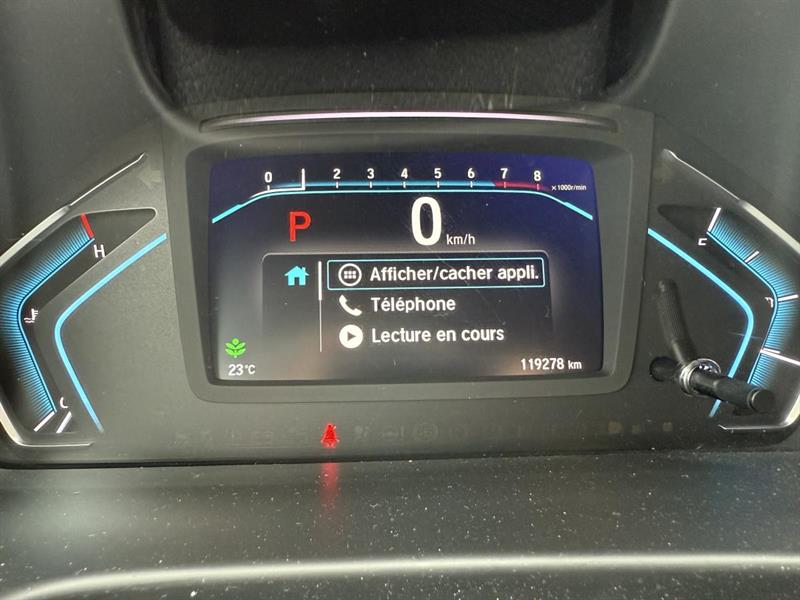 0 2 3 4 5 6 7 8
x1000r/min
P 0 km/h
H
F
Afficher/cacher appli.
Téléphone
Lecture en cours
C
23°C
119278 km